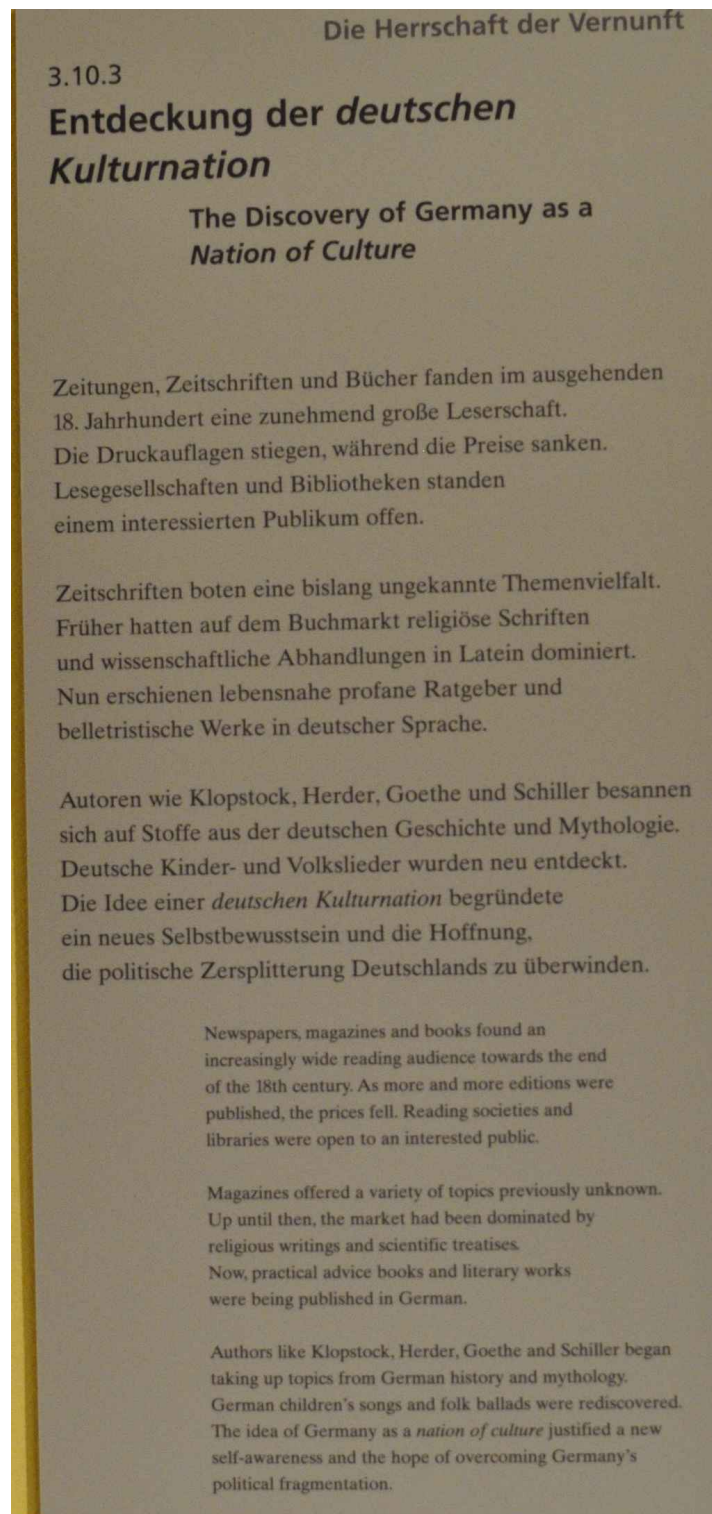 Die Herrschaft der Vernunft
3.10.3
Entdeckung der deutschen
Kulturnation
The Discovery of Germany as a
Nation of Culture
Zeitungen, Zeitschriften und Bücher fanden im ausgehenden
18. Jahrhundert eine zunehmend große Leserschaft.
Die Druckauflagen stiegen, während die Preise sanken.
Lesegesellschaften und Bibliotheken standen
einem interessierten Publikum offen.
Zeitschriften boten eine bislang ungekannte Themenvielfalt.
Früher hatten auf dem Buchmarkt religiöse Schriften
und wissenschaftliche Abhandlungen in Latein dominiert.
Nun erschienen lebensnahe profane Ratgeber und
belletristische Werke in deutscher Sprache.
Autoren wie Klopstock, Herder, Goethe und Schiller besannen
sich auf Stoffe aus der deutschen Geschichte und Mythologie.
Deutsche Kinder- und Volkslieder wurden neu entdeckt.
Die Idee einer deutschen Kulturnation begründete
ein neues Selbstbewusstsein und die Hoffnung,
die politische Zersplitterung Deutschlands zu überwinden.
Newspapers, magazines and books found an
increasingly wide reading audience towards the end
of the 18th century. As more and more editions were
published, the prices fell. Reading societies and
libraries were open to an interested public.
Magazines offered a variety of topics previously unknown.
Up until then, the market had been dominated by
religious writings and scientific treatises.
Now, practical advice books and literary works
were being published in German.
Authors like Klopstock, Herder, Goethe and Schiller began
taking up topics from German history and mythology.
German children's songs and folk ballads were rediscovered.
The idea of Germany as a nation of culture justified a new
self-awareness and the hope of overcoming Germany's
political fragmentation.